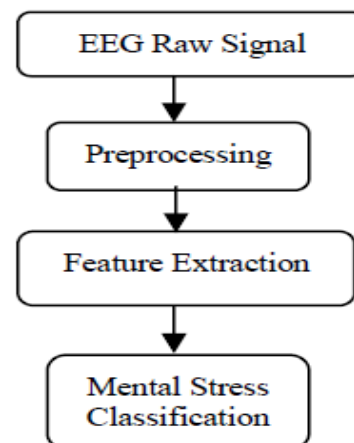 EEG Raw Signal
Preprocessing
Feature Extraction
Mental Stress
Classification